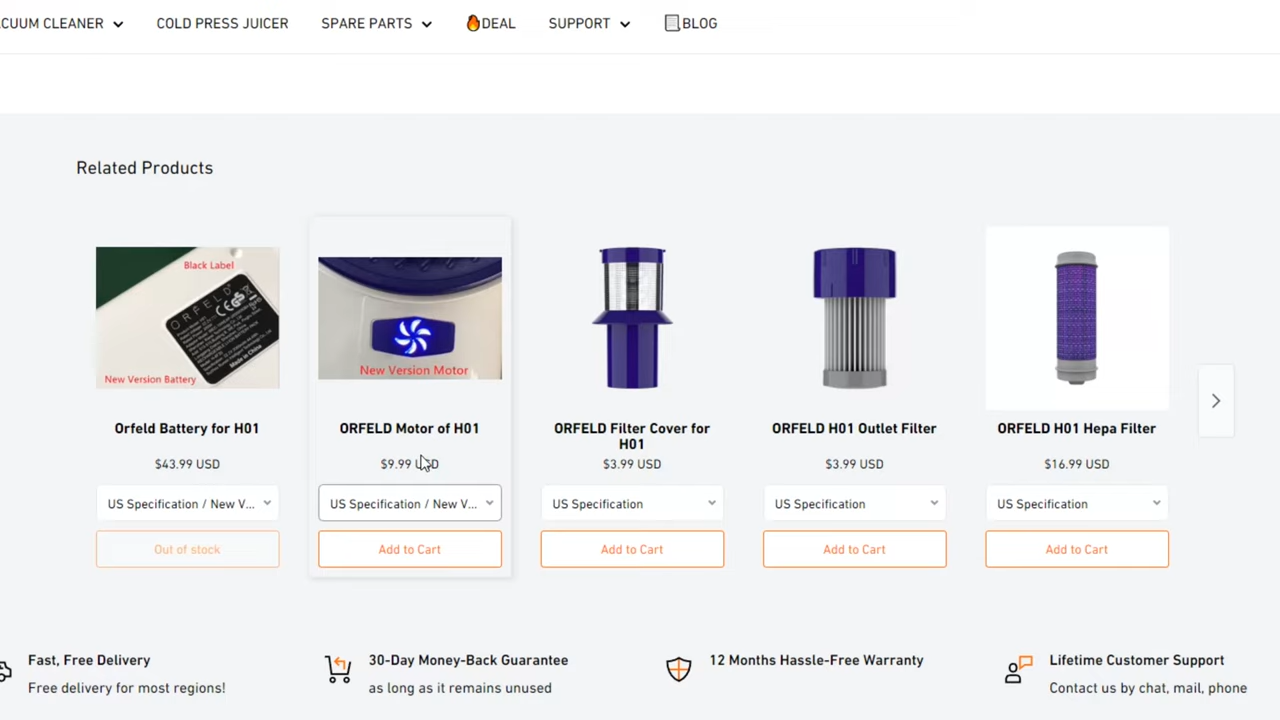 CUUM CLEANER
COLD PRESS JUICER
SPARE PARTS
DEAL
SUPPORT
BLOG
Related Products
Black Label
ORFELD
Made in China
New Version Battery
New Version Motor
Orfeld Battery for H01
$43.99 USD
US Specification / New V...
Out of stock
ORFELD Motor of H01
$9.99 USD
US Specification / New V...
Add to Cart
ORFELD Filter Cover for
H01
$3.99 USD
US Specification
Add to Cart
ORFELD H01 Outlet Filter
$3.99 USD
US Specification
Add to Cart
ORFELD H01 Hepa Filter
$16.99 USD
US Specification
Add to Cart
Fast, Free Delivery
Free delivery for most regions!
30-Day Money-Back Guarantee
as long as it remains unused
12 Months Hassle-Free Warranty
Lifetime Customer Support
Contact us by chat, mail, phone